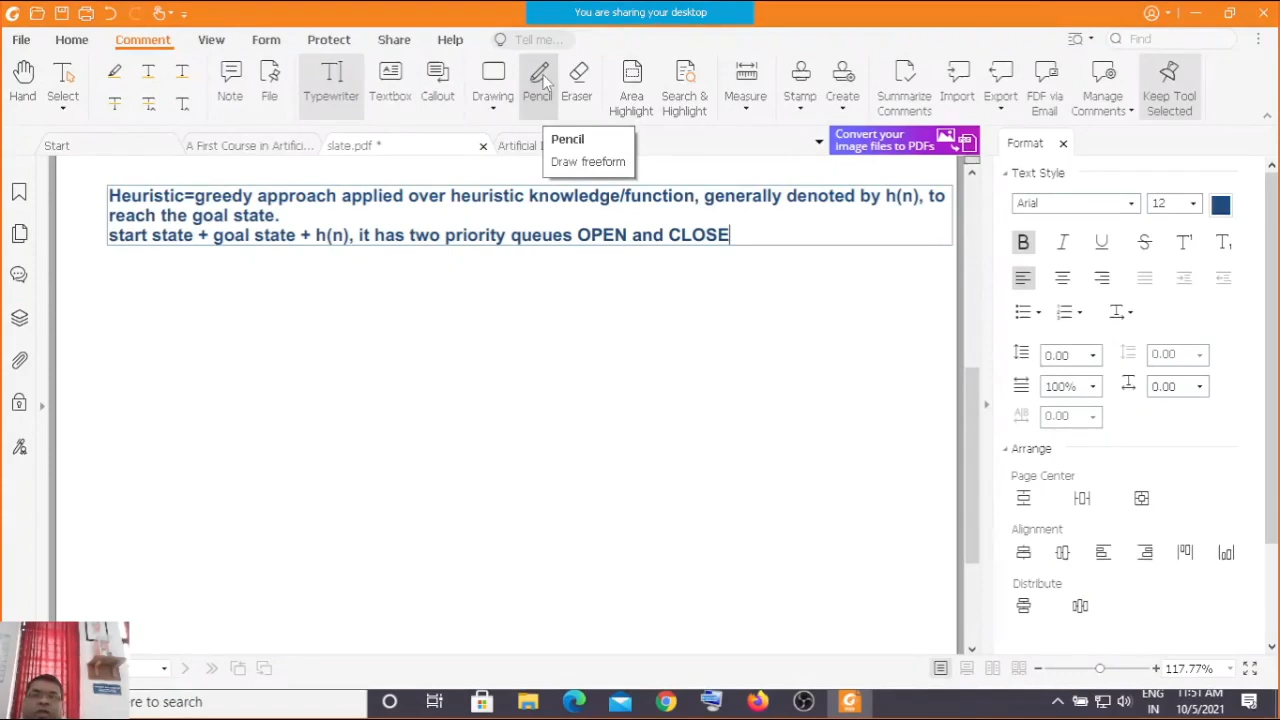 You are sharing your desktop
File Home Comment View Form Protect Share Help Tell me... Find
Hand Select Note File Typewriter Textbox Callout Drawing Pencil Eraser Area Highlight Search & Highlight Measure Stamp Create Summarize Comments Import Export PDF via Email Manage Comments Keep Tool Selected
Start A First Course in Artifici... slate.pdf * Artificial I
Pencil
Draw freeform
Convert your
image files to PDFs
Format
Heuristic=greedy approach applied over heuristic knowledge/function, generally denoted by h(n), to
reach the goal state.
start state + goal state + h(n), it has two priority queues OPEN and CLOSE
Text Style
Arial 12
0.00 0.00
100% 0.00
0.00
Arrange
Page Center
Alignment
Distribute
117.77%
re to search
ENG 11:51 AM
IN 10/5/2021